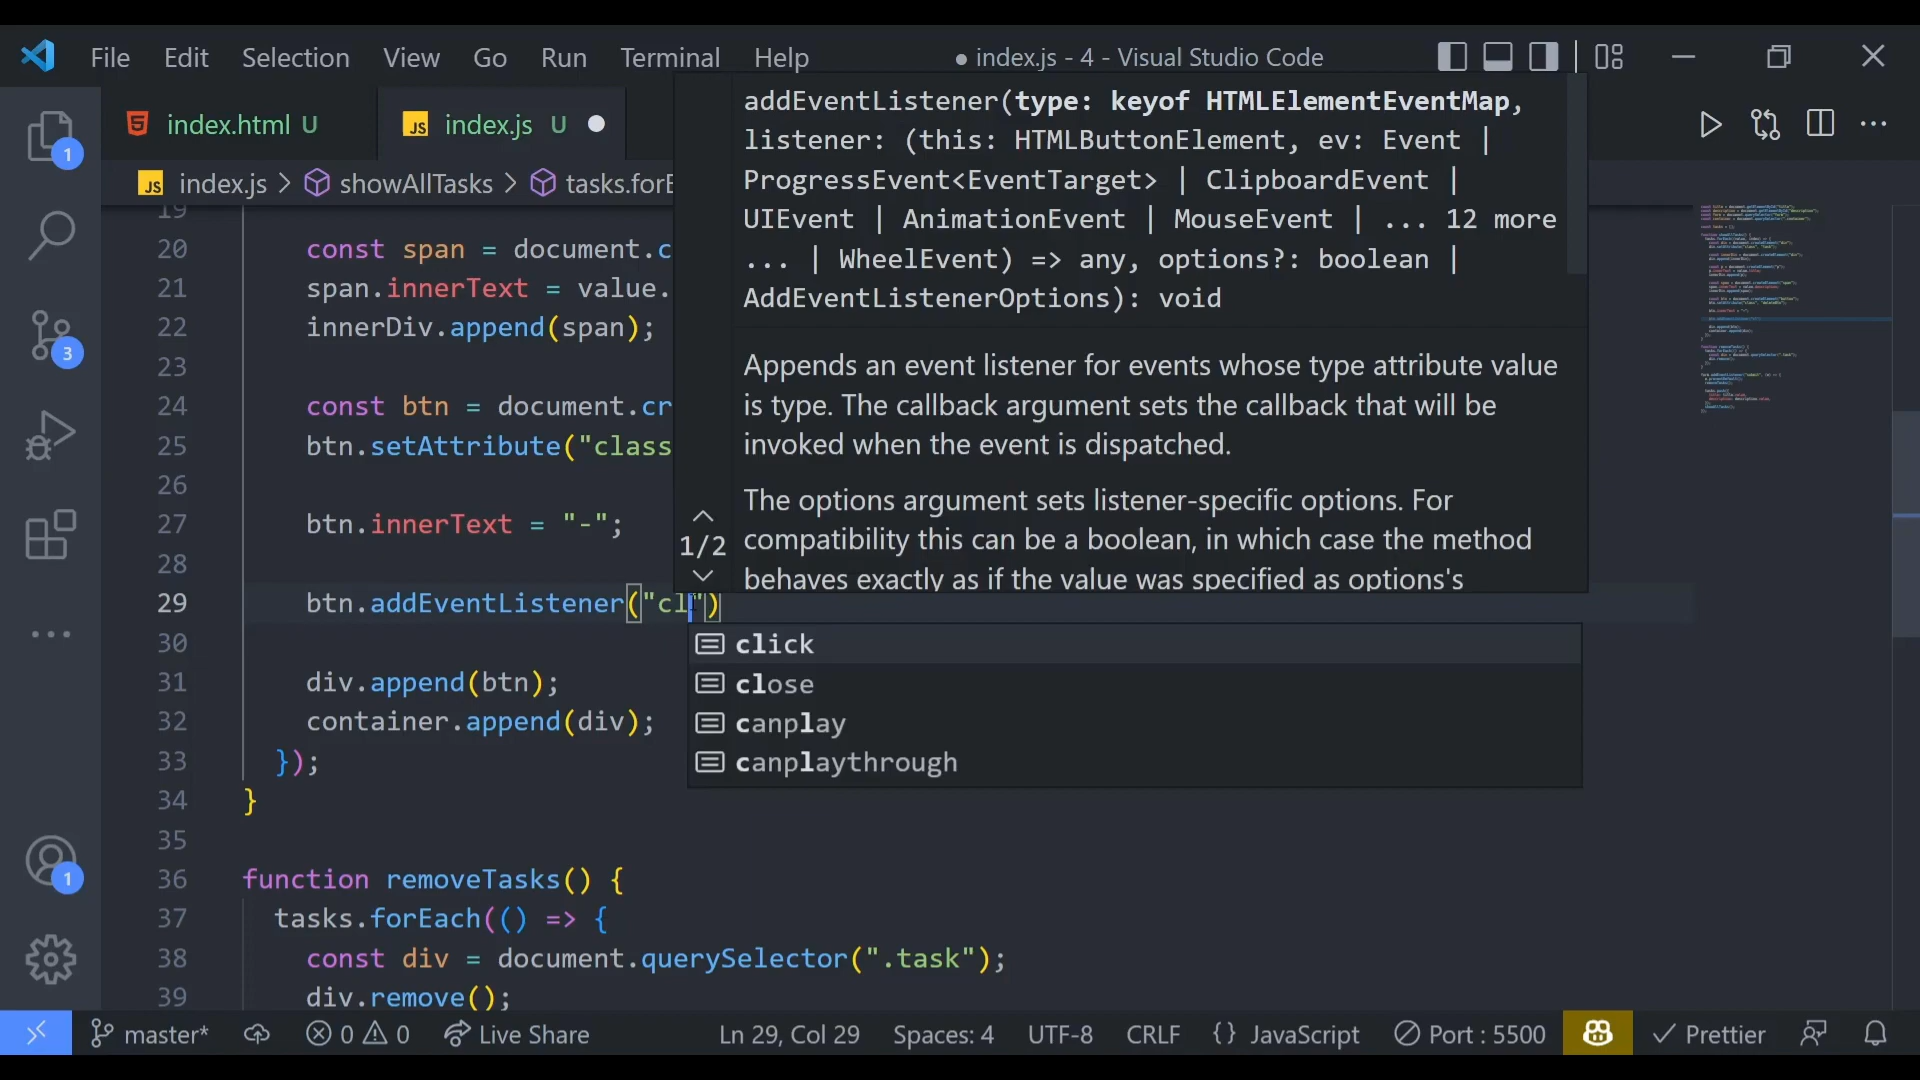 File Edit Selection View Go Run Terminal Help ● index.js - 4 - Visual Studio Code
index.html U JS index.js U ●
JS index.js > showAllTasks > tasks.forE
addEventListener(type: keyof HTMLElementEventMap,
listener: (this: HTMLButtonElement, ev: Event |
ProgressEvent<EventTarget> | ClipboardEvent |
UIEvent | AnimationEvent | MouseEvent | ... 12 more
... | WheelEvent) => any, options?: boolean |
AddEventListenerOptions): void
Appends an event listener for events whose type attribute value
is type. The callback argument sets the callback that will be
invoked when the event is dispatched.
The options argument sets listener-specific options. For
compatibility this can be a boolean, in which case the method
behaves exactly as if the value was specified as options's
1/2
1
3
1
19
20 const span = document.c
21 span.innerText = value.
22 innerDiv.append(span);
23
24 const btn = document.cr
25 btn.setAttribute("class
26
27 btn.innerText = "-";
28
29 btn.addEventListener("cl")
click
close
canplay
canplaythrough
30
31 div.append(btn);
32 container.append(div);
33 });
34 }
35
36 function removeTasks() {
37 tasks.forEach(() => {
38 const div = document.querySelector(".task");
39 div.remove();
master* 0 0 Live Share Ln 29, Col 29 Spaces: 4 UTF-8 CRLF {} JavaScript Port : 5500 Prettier